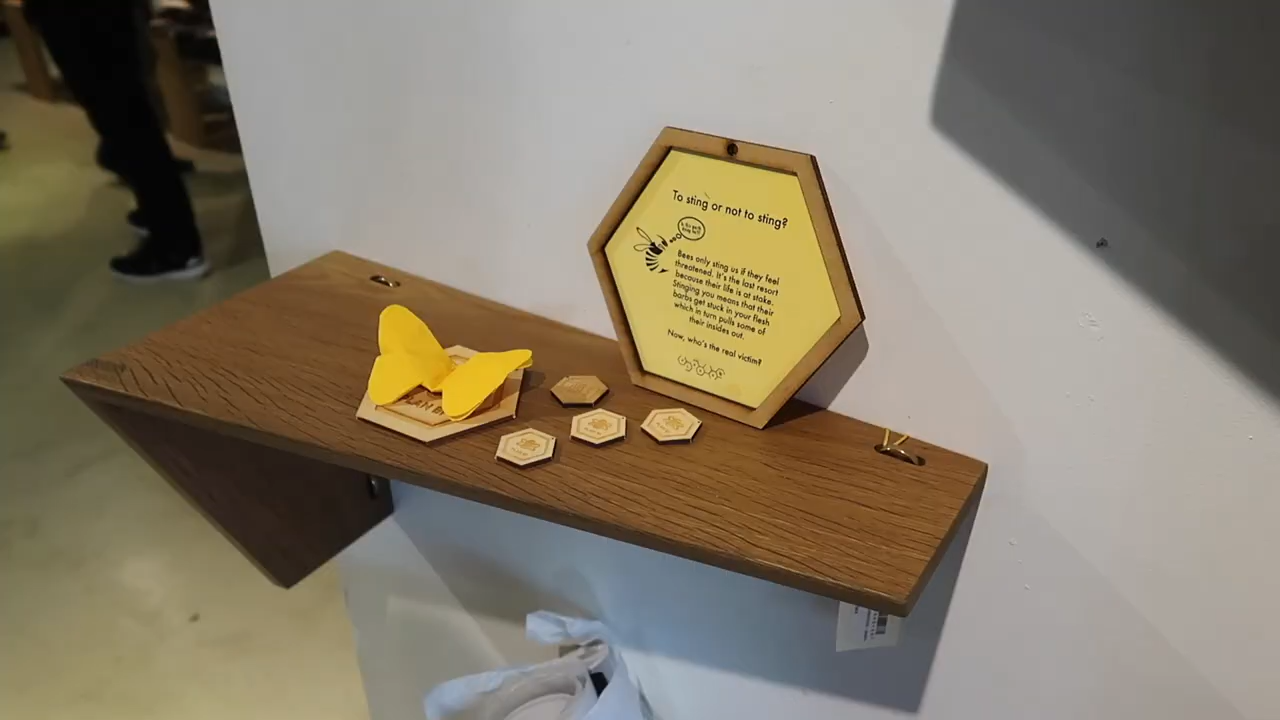 To sting or not to sting?
Bees only sting us if they feel
threatened. It's the last resort
because their life is at stake.
Stinging you means that their
barbs get stuck in your flesh
which in turn pulls some of
their insides out.
Now, who's the real victim?